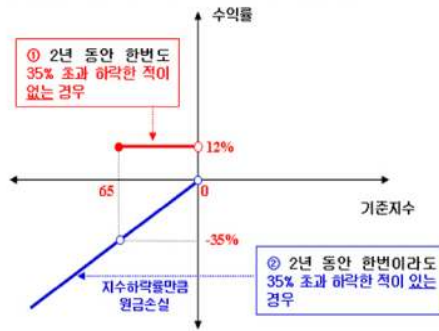 수익률
① 2년 동안 한번도
35% 초과 하락한 적이
없는 경우
12%
65
0
기준지수
-35%
② 2년 동안 한번이라도
35% 초과 하락한 적이 있는
경우
지수하락률만큼
원금손실